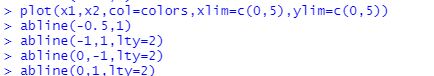 > plot(x1,x2,col=colors,xlim=c(0,5),ylim=c(0,5))
> abline(-0.5,1)
> abline(-1,1,lty=2)
> abline(0,-1,lty=2)
> abline(0,1,lty=2)